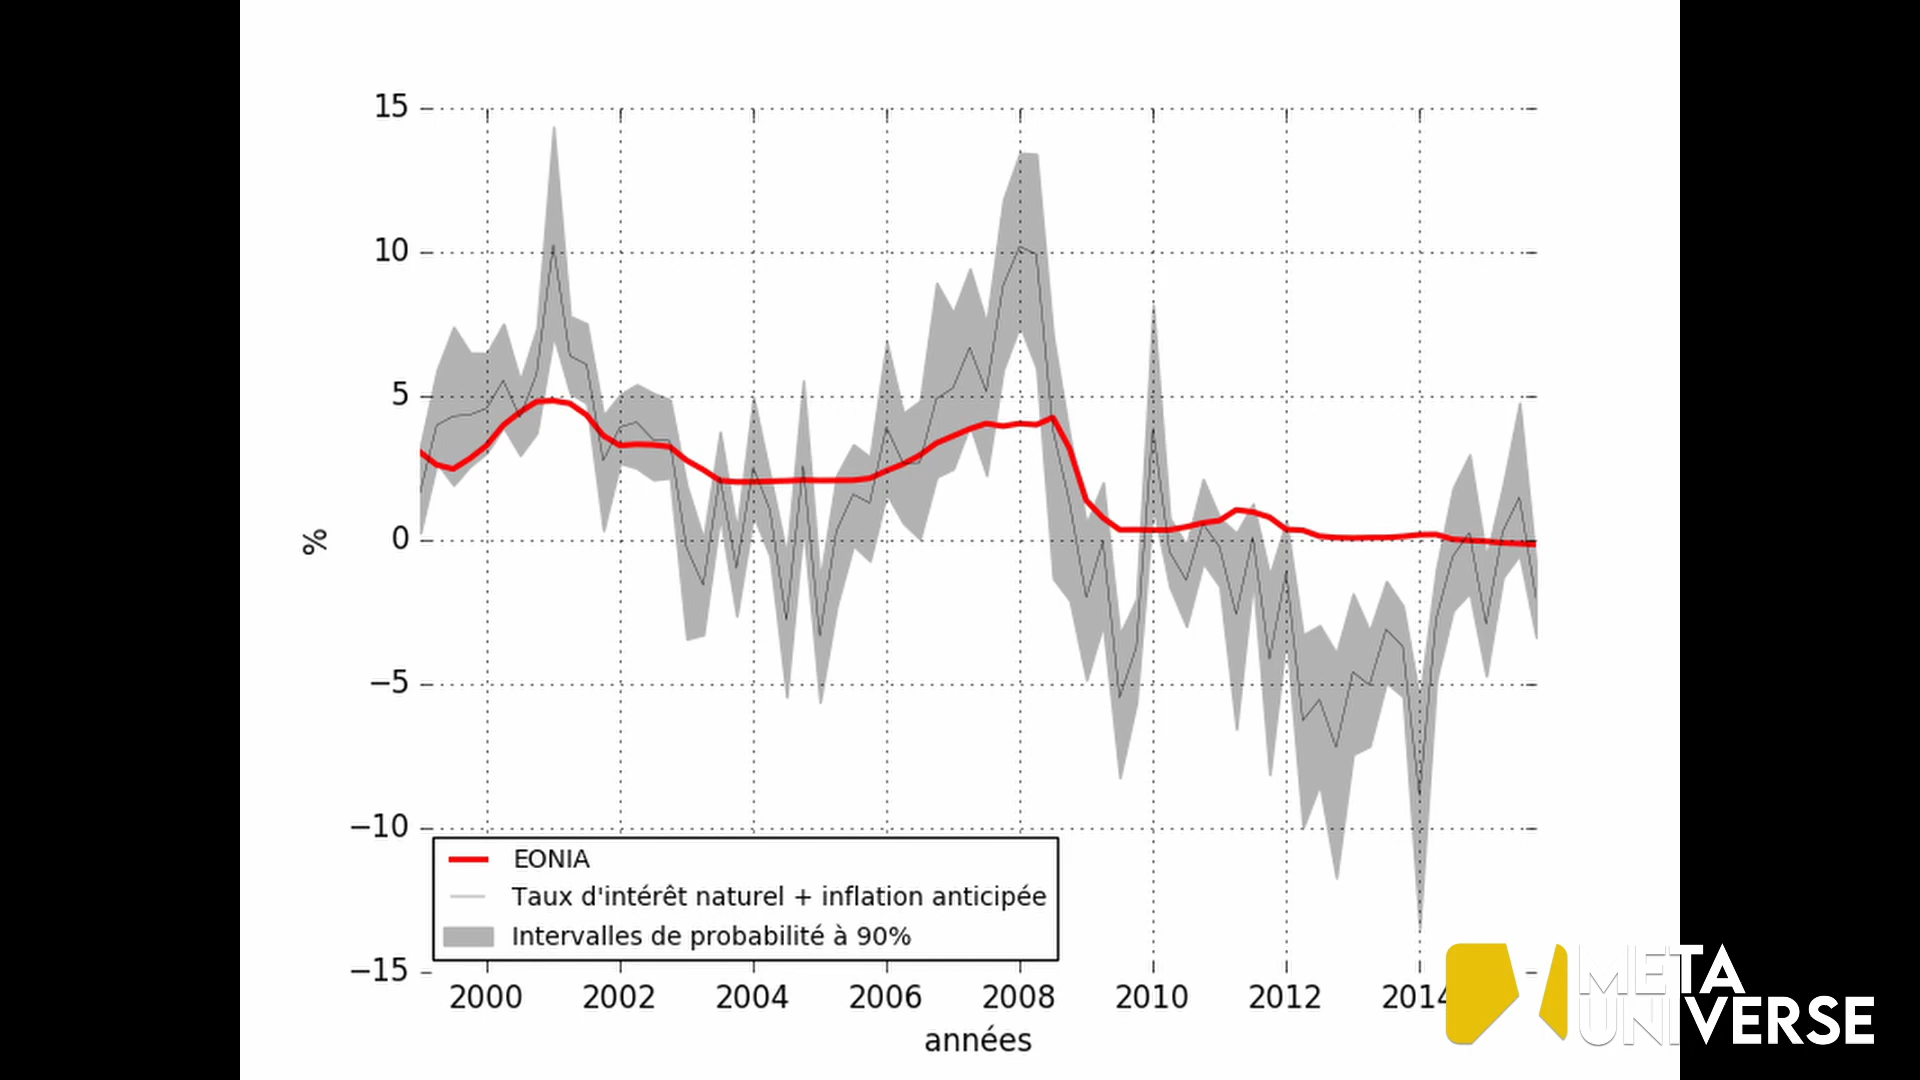 15
10
5
0
−5
−10
−15
%
EONIA
Taux d'intérêt naturel + inflation anticipée
Intervalles de probabilité à 90%
2000 2002 2004 2006 2008 2010 2012 2014
années
META
UNIVERSE